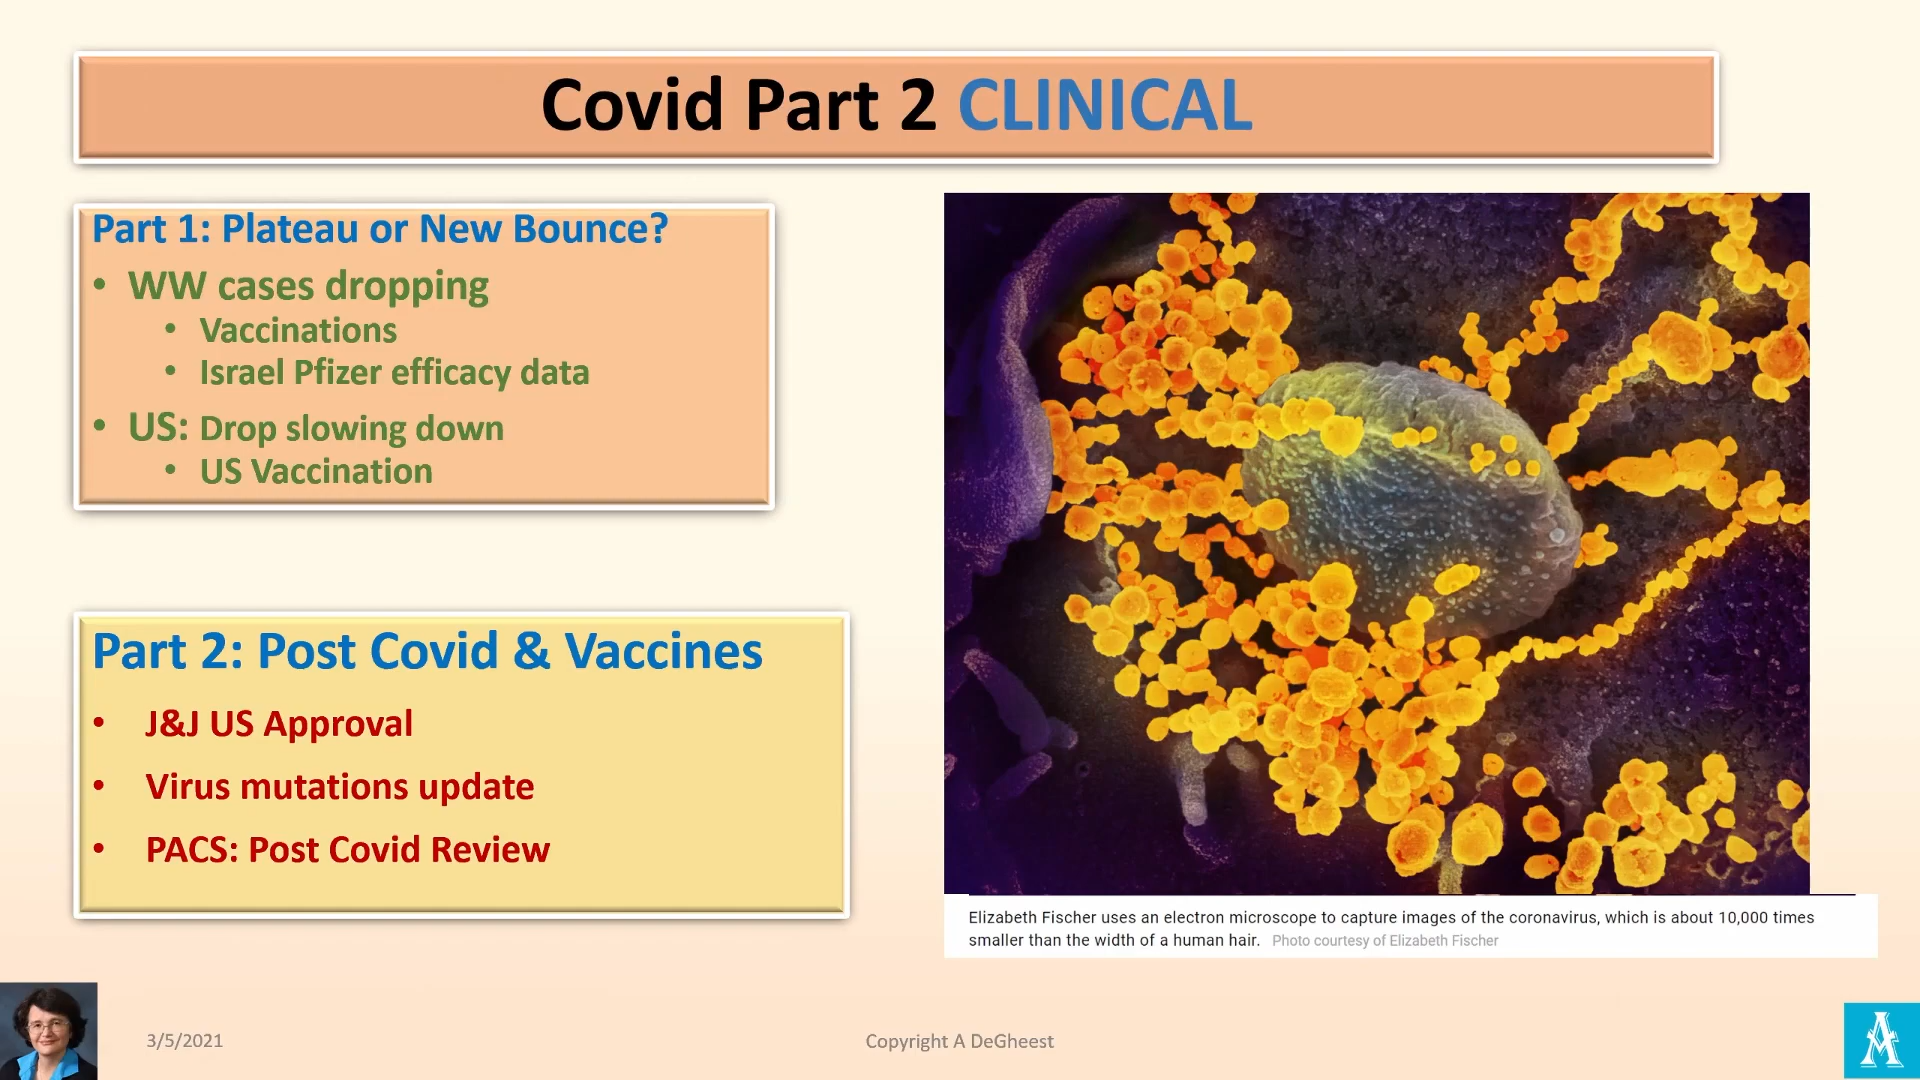 Covid Part 2 CLINICAL
Part 1: Plateau or New Bounce?
• WW cases dropping
• Vaccinations
• Israel Pfizer efficacy data
• US: Drop slowing down
• US Vaccination
Part 2: Post Covid & Vaccines
• J&J US Approval
• Virus mutations update
• PACS: Post Covid Review
Elizabeth Fischer uses an electron microscope to capture images of the coronavirus, which is about 10,000 times
smaller than the width of a human hair. Photo courtesy of Elizabeth Fischer
3/5/2021
Copyright A DeGheest
A